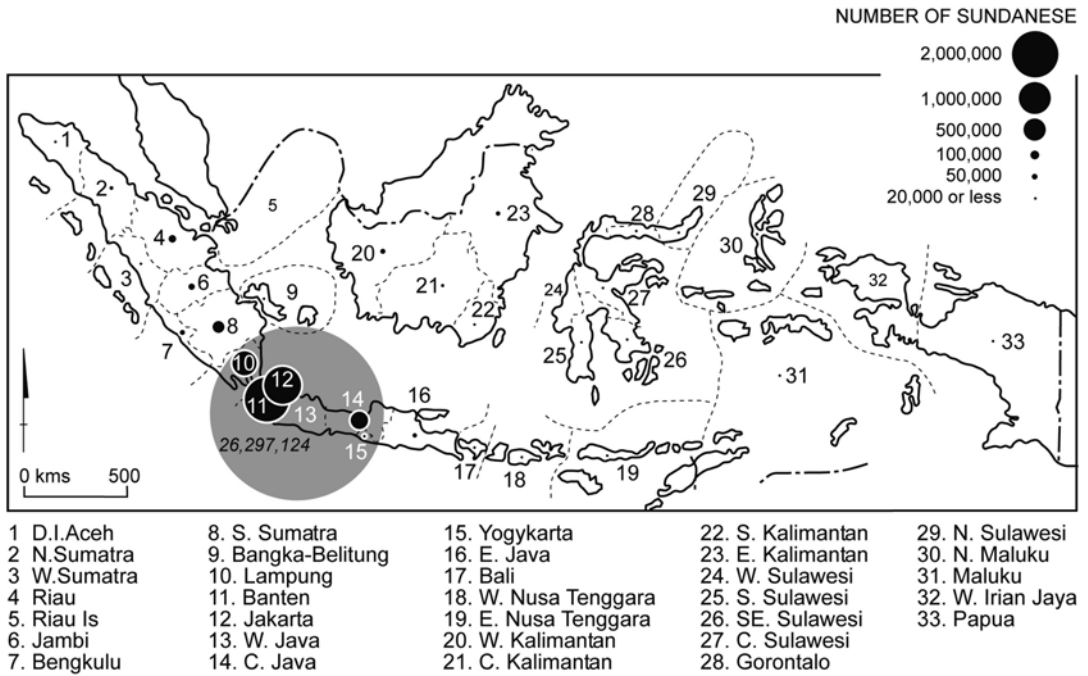 NUMBER OF SUNDANESE
2,000,000
1,000,000
500,000
100,000
50,000
20,000 or less
1
2
3
4
5
6
7
8
9
10
11
12
13
14
15
16
17
18
19
20
21
22
23
24
25
26
27
28
29
30
31
32
33
26,297,124
0 kms 500
1 D.I.Aceh
2 N.Sumatra
3 W.Sumatra
4 Riau
5. Riau Is
6. Jambi
7. Bengkulu
8. S. Sumatra
9. Bangka-Belitung
10. Lampung
11. Banten
12. Jakarta
13. W. Java
14. C. Java
15. Yogykarta
16. E. Java
17. Bali
18. W. Nusa Tenggara
19. E. Nusa Tenggara
20. W. Kalimantan
21. C. Kalimantan
22. S. Kalimantan
23. E. Kalimantan
24. W. Sulawesi
25. S. Sulawesi
26. SE. Sulawesi
27. C. Sulawesi
28. Gorontalo
29. N. Sulawesi
30. N. Maluku
31. Maluku
32. W. Irian Jaya
33. Papua